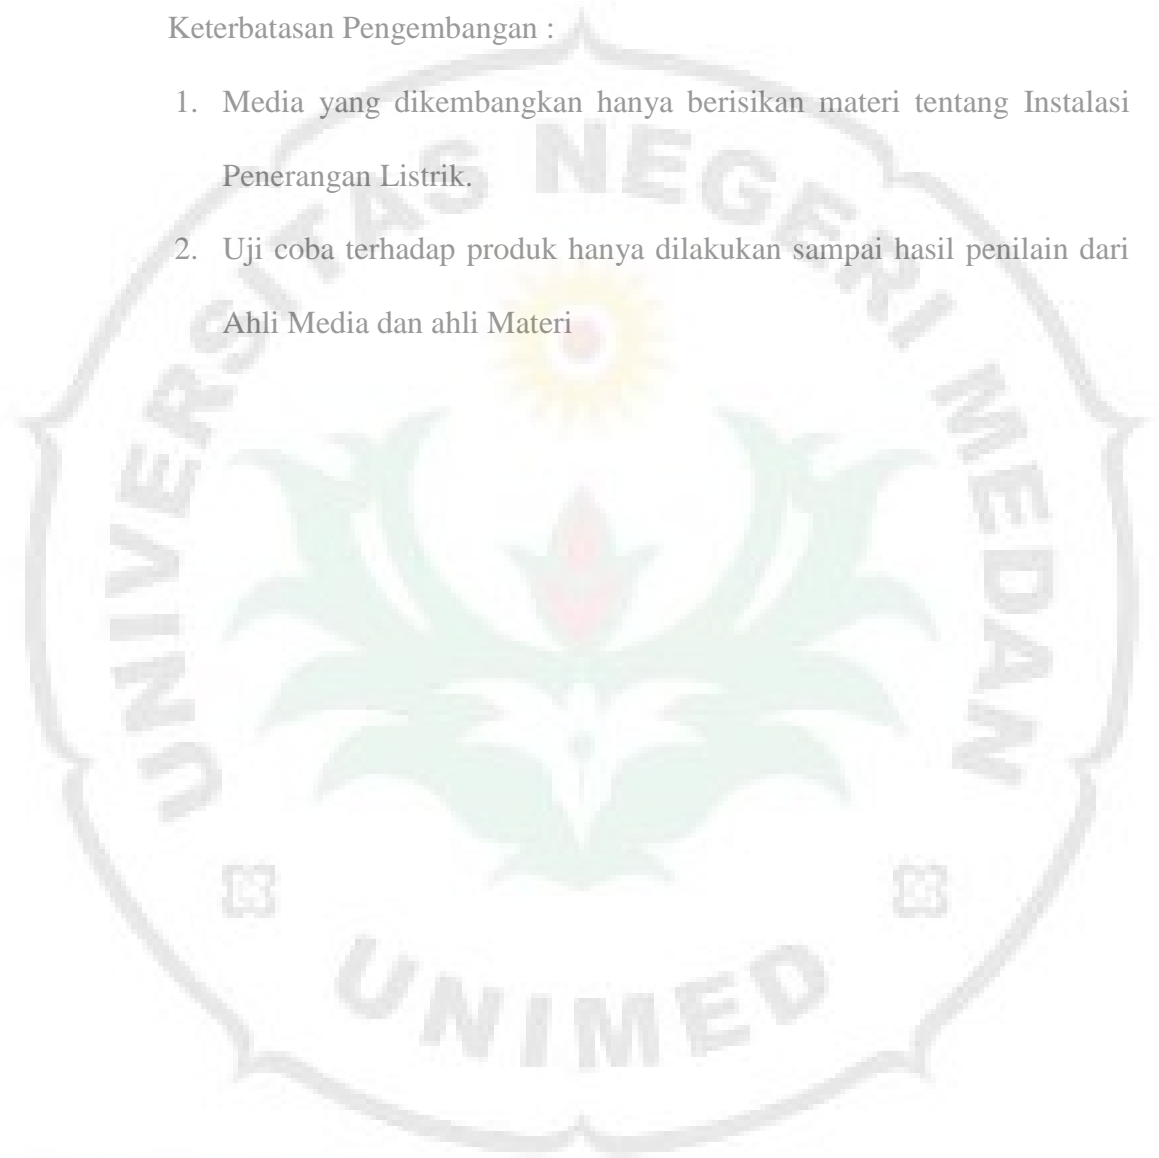 Keterbatasan Pengembangan :
1. Media yang dikembangkan hanya berisikan materi tentang Instalasi
Penerangan Listrik.
2. Uji coba terhadap produk hanya dilakukan sampai hasil penilain dari
Ahli Media dan ahli Materi
UNIVERSITAS NEGERI MEDAN
UNIMED